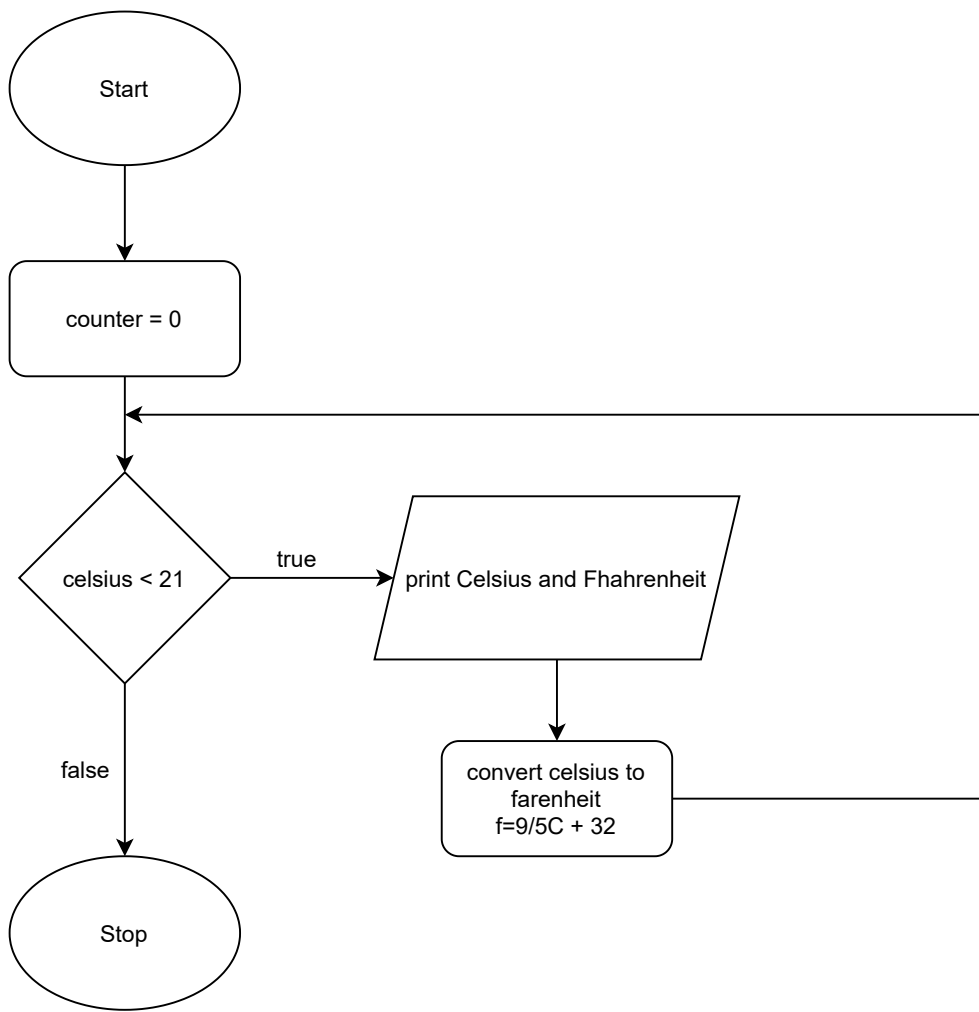 Start
counter = 0
celsius < 21
true
print Celsius and Fhahrenheit
convert celsius to
farenheit
f=9/5C + 32
false
Stop